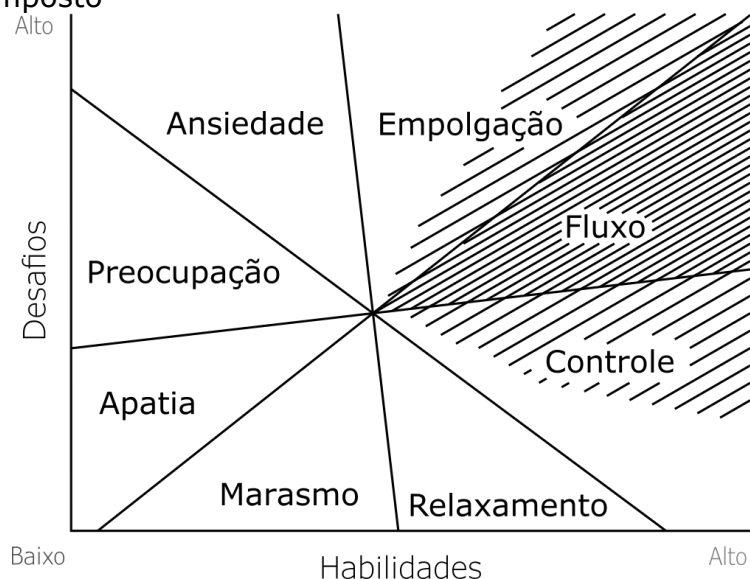 Alto
Ansiedade
Empolgação
Fluxo
Preocupação
Desafios
Controle
Apatia
Marasmo
Relaxamento
Baixo
Habilidades
Alto